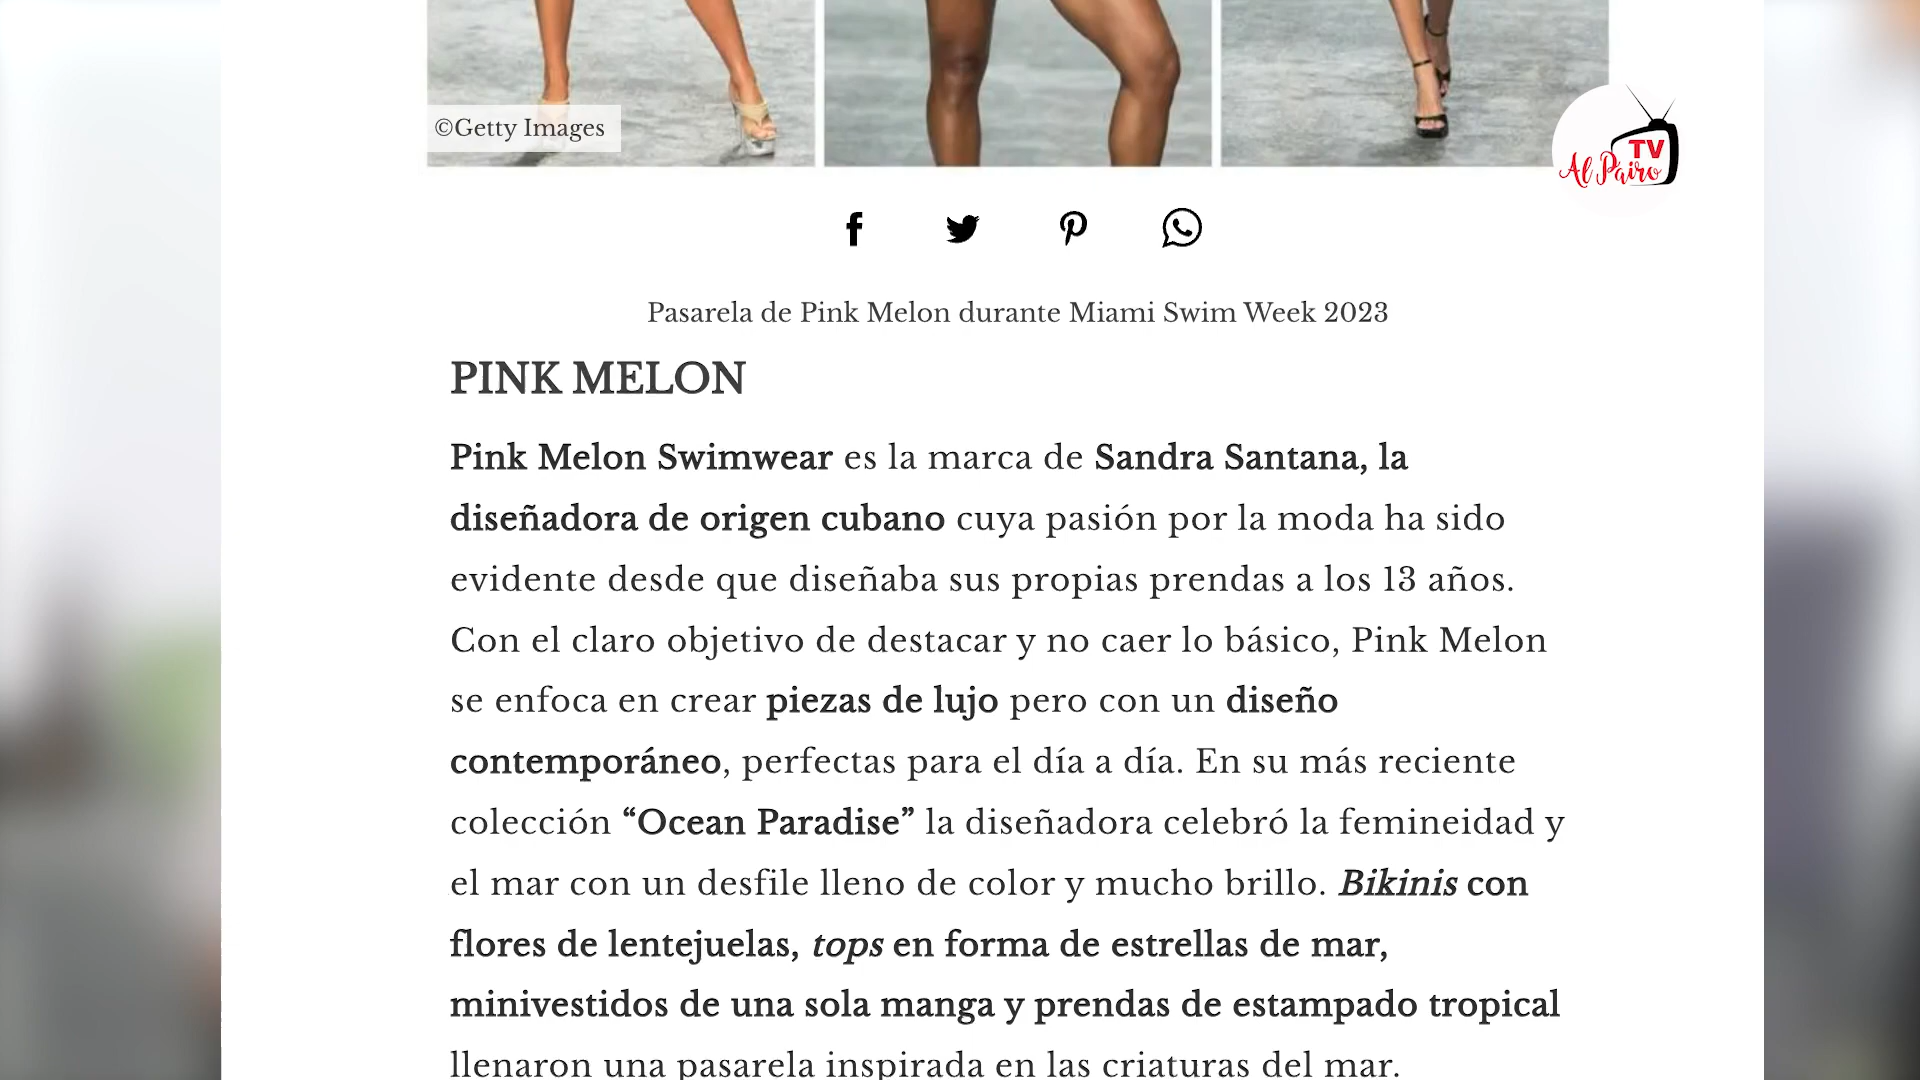 ©Getty Images
TV
Al Pairo
Pasarela de Pink Melon durante Miami Swim Week 2023
PINK MELON
Pink Melon Swimwear es la marca de Sandra Santana, la
diseñadora de origen cubano cuya pasión por la moda ha sido
evidente desde que diseñaba sus propias prendas a los 13 años.
Con el claro objetivo de destacar y no caer lo básico, Pink Melon
se enfoca en crear piezas de lujo pero con un diseño
contemporáneo, perfectas para el día a día. En su más reciente
colección “Ocean Paradise” la diseñadora celebró la femineidad y
el mar con un desfile lleno de color y mucho brillo. Bikinis con
flores de lentejuelas, tops en forma de estrellas de mar,
minivestidos de una sola manga y prendas de estampado tropical
llenaron una pasarela inspirada en las criaturas del mar.